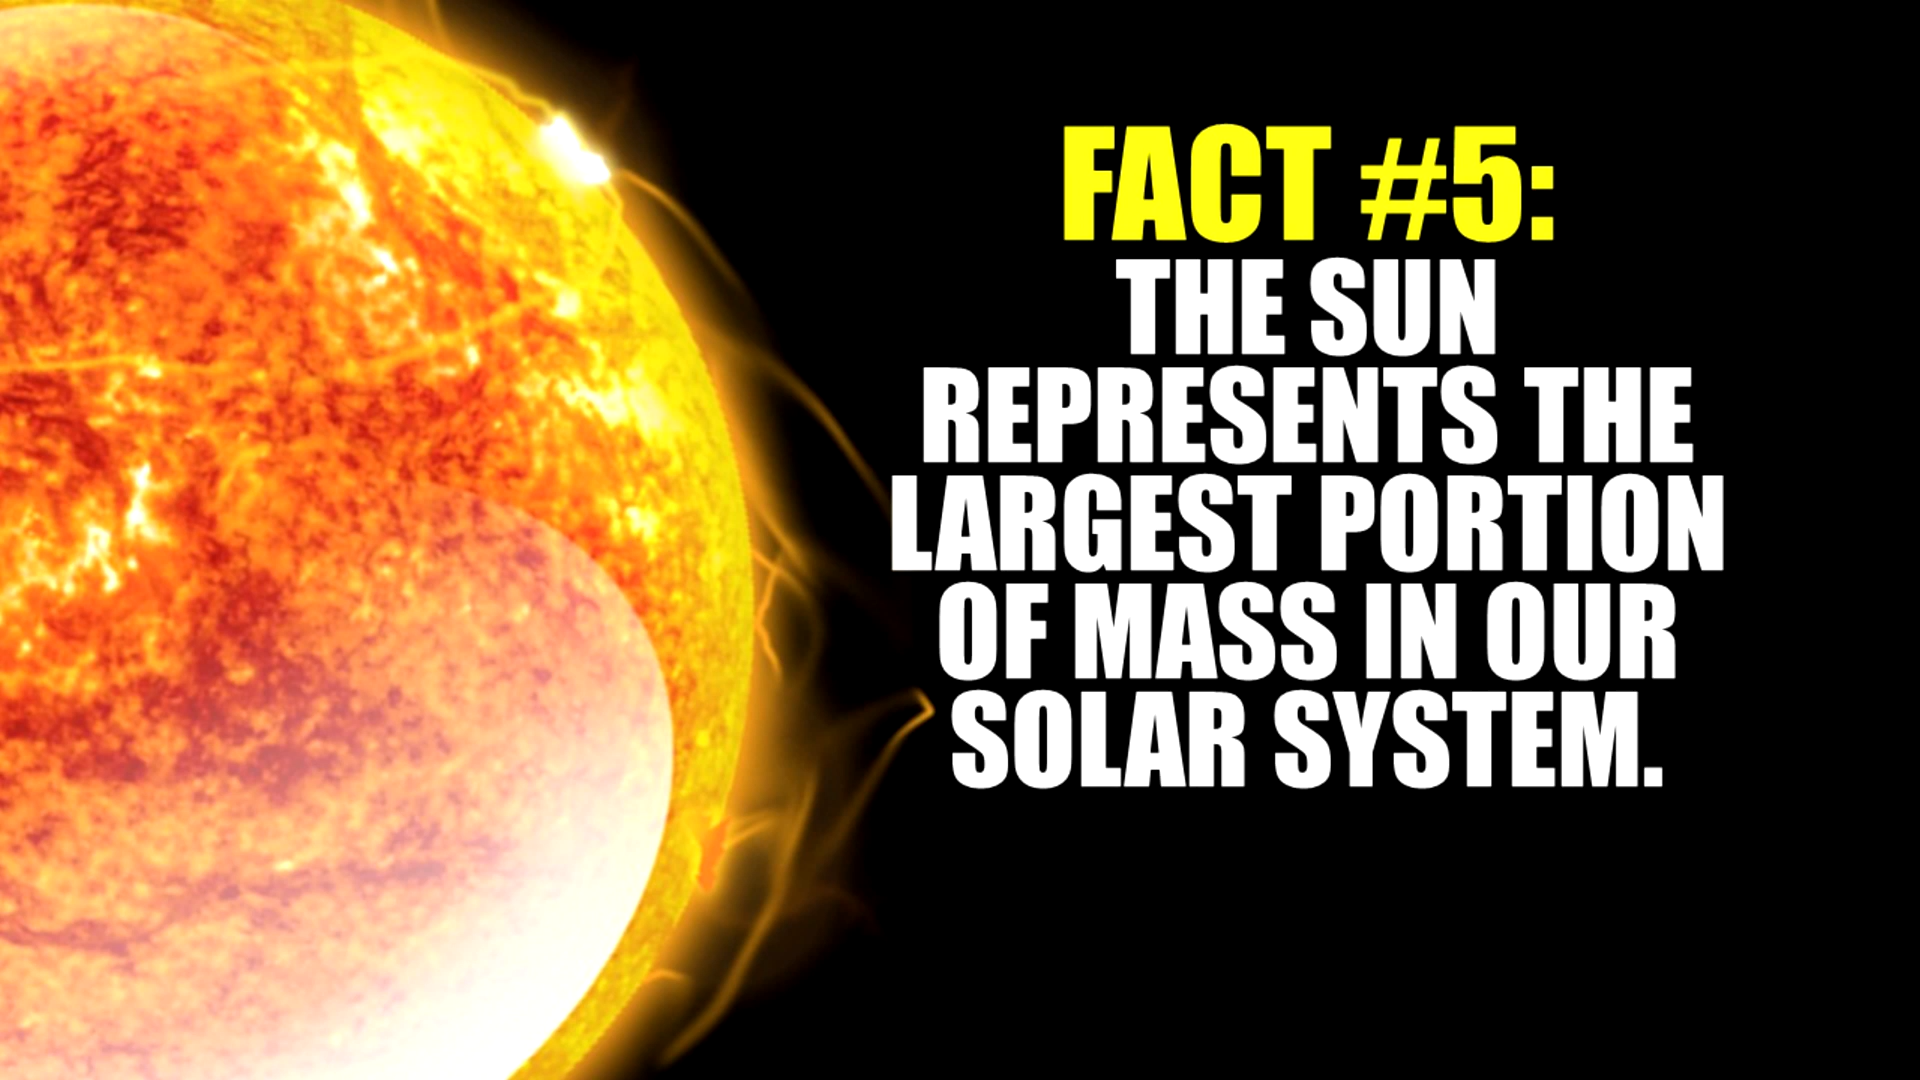 FACT #5:
THE SUN
REPRESENTS THE
LARGEST PORTION
OF MASS IN OUR
SOLAR SYSTEM.